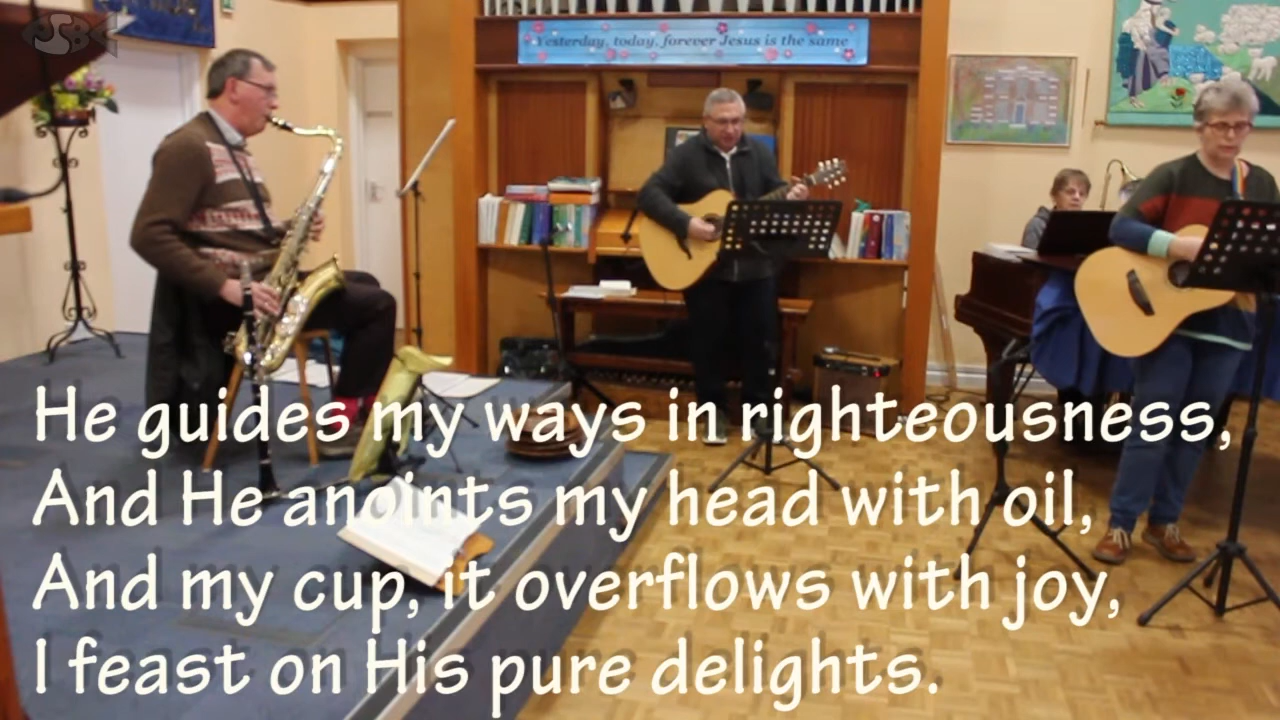 JSBC
Yesterday, today, forever Jesus is the same
He guides my ways in righteousness,
And He anoints my head with oil,
And my cup, it overflows with joy,
I feast on His pure delights.